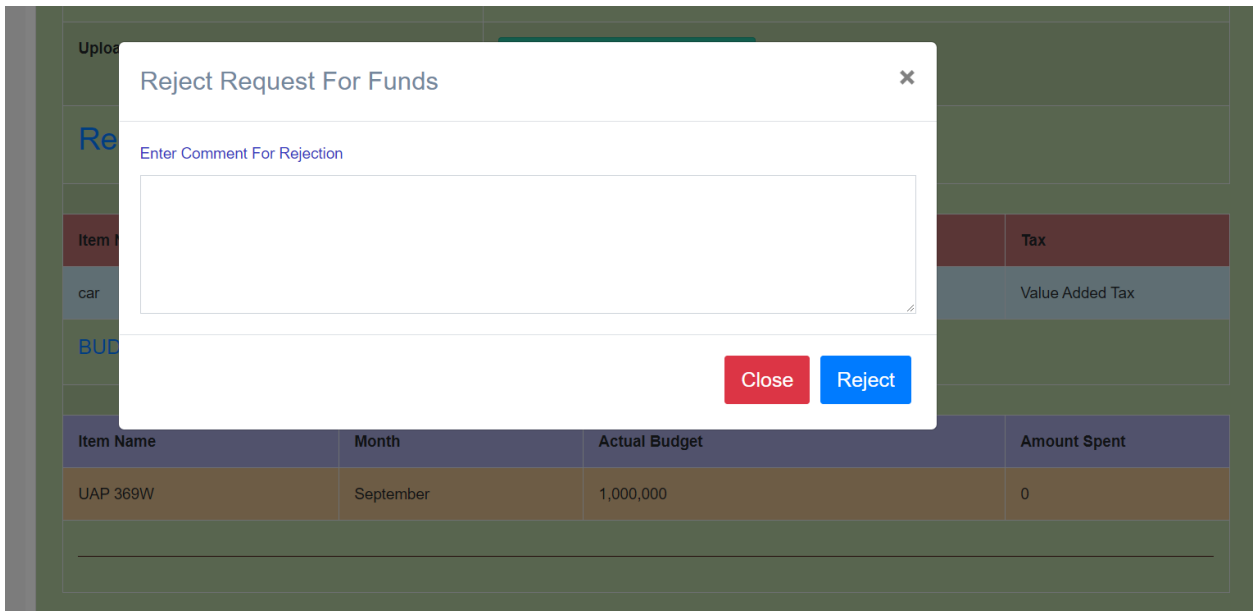 Uploa
Reject Request For Funds
×
Re
Enter Comment For Rejection
Item N
Tax
car
Value Added Tax
BUD
Close Reject
Item Name Month Actual Budget Amount Spent
UAP 369W September 1,000,000 0